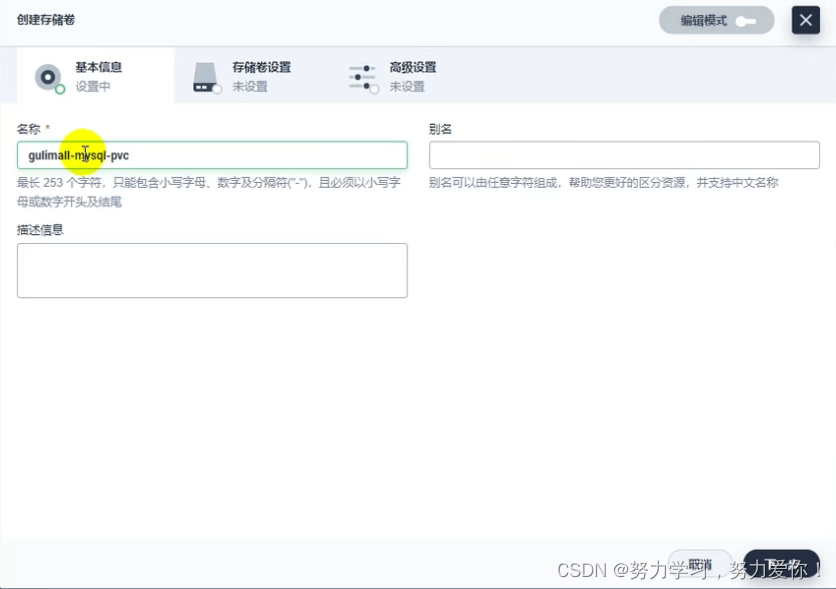 创建存储卷
编辑模式
基本信息
设置中
存储卷设置
未设置
高级设置
未设置
名称 *
别名
gulimall-mysql-pvc
最长 253 个字符，只能包含小写字母、数字及分隔符("-")，且必须以小写字
母或数字开头及结尾
别名可以由任意字符组成，帮助您更好的区分资源，并支持中文名称
描述信息
取消
CSDN @努力学习，努力爱你！